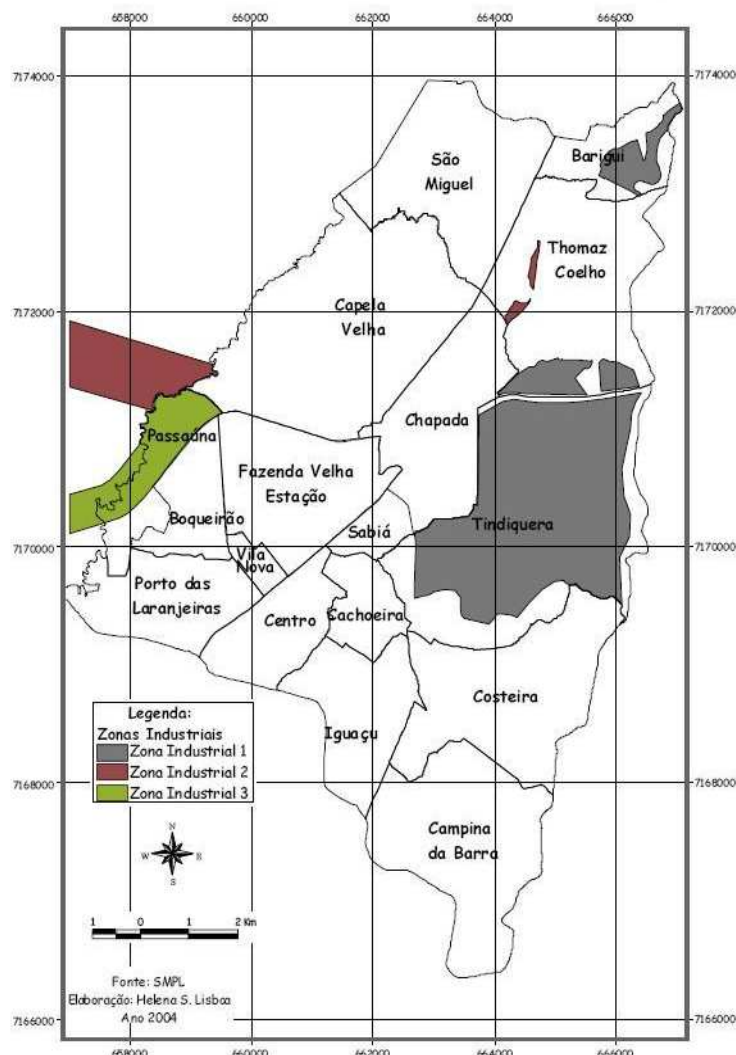 658000 660000 662000 664000 666000
7174000 7174000
São
Miguel
Barigui
Thomaz
Coelho
7172000 7172000
Capela
Velha
Chapada
Passaúna
Fazenda Velha
Estação
Boqueirão
Sabiá
Tindiquera
7170000 7170000
Vila
Nova
Porto das
Laranjeiras
Centro
Cachoeira
Costeira
Iguaçu
Legenda:
Zonas Industriais
Zona Industrial 1
Zona Industrial 2
Zona Industrial 3
7168000 7168000
Campina
da Barra
N
W E
S
1 0 1 2 Km
Fonte: SMPL
Elaboração: Helena S. Lisboa
Ano 2004
7166000 7166000
658000 660000 662000 664000 666000